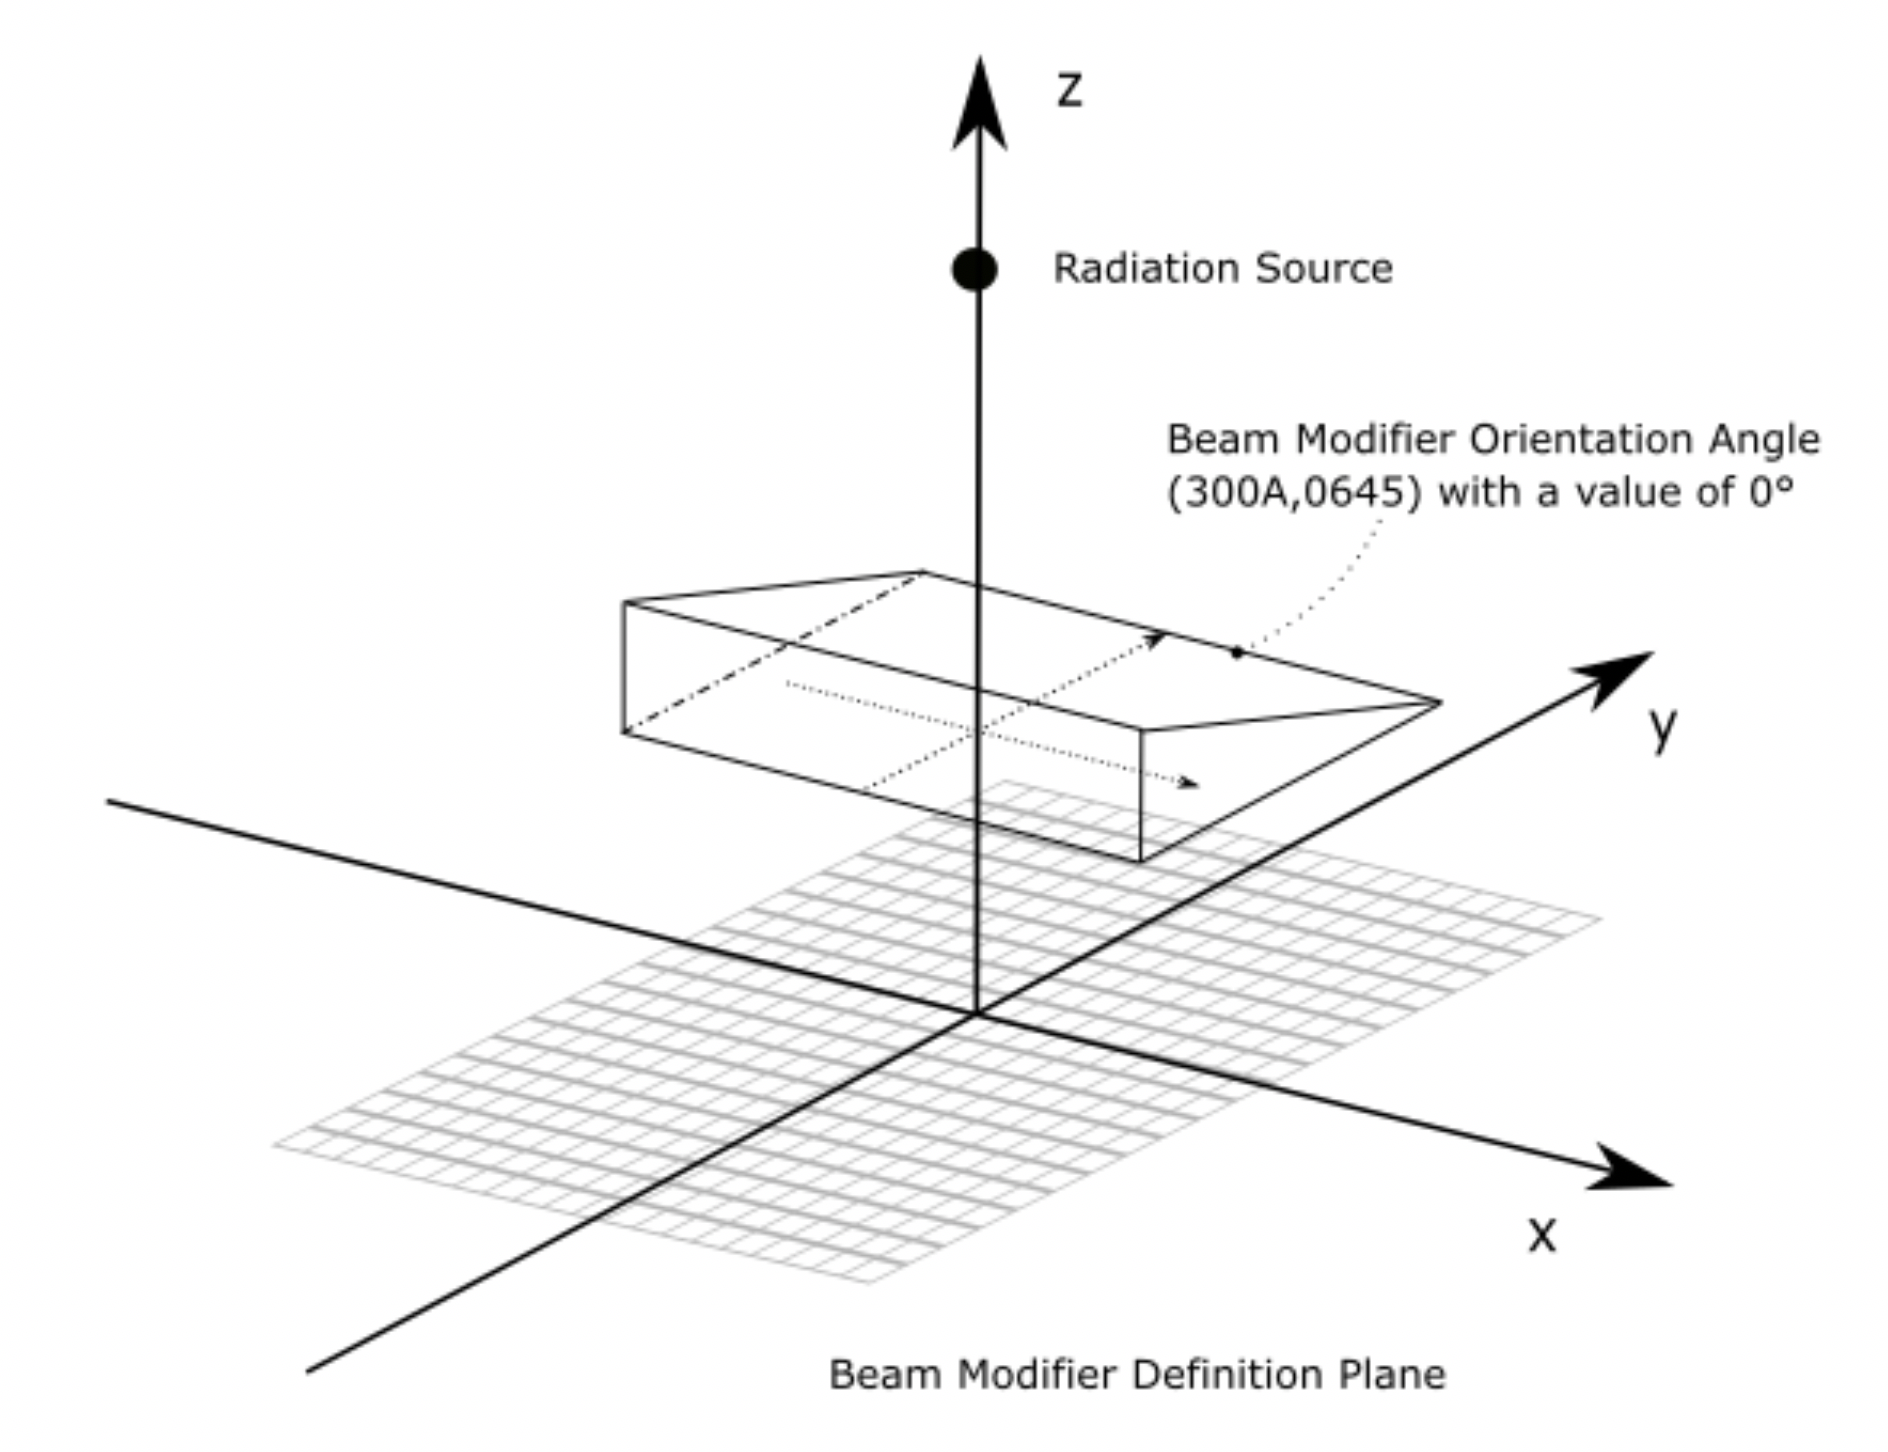 z
Radiation Source
Beam Modifier Orientation Angle
(300A,0645) with a value of 0°
y
x
Beam Modifier Definition Plane